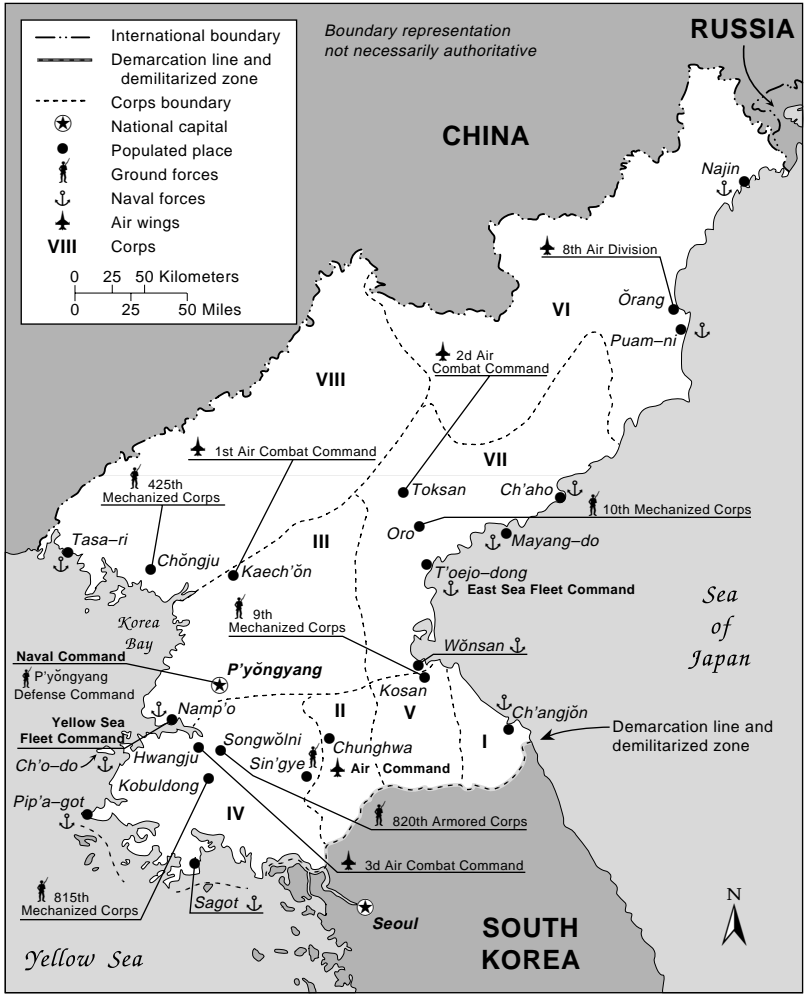 International boundary
Demarcation line and
demilitarized zone
Corps boundary
National capital
Populated place
Ground forces
Naval forces
Air wings
VIII Corps
0 25 50 Kilometers
0 25 50 Miles
Boundary representation
not necessarily authoritative
RUSSIA
CHINA
Najin
8th Air Division
Ŏrang
VI
Puam–ni
2d Air
Combat Command
VIII
1st Air Combat Command
VII
425th
Mechanized Corps
Toksan
Ch'aho
10th Mechanized Corps
Oro
Mayang–do
Tasa–ri
III
Chŏngju
Kaech'ŏn
T'oejo–dong
East Sea Fleet Command
9th
Mechanized Corps
Korea
Bay
Sea
of
Japan
Wŏnsan
Naval Command
P'yŏngyang
P'yŏngyang
Defense Command
Kosan
Namp'o
II
V
Ch'angjŏn
Yellow Sea
Fleet Command
Demarcation line and
demilitarized zone
I
Hwangju
Songwŏlni
Chunghwa
Ch'o–do
Sin'gye
Air Command
Kobuldong
Pip'a–got
IV
820th Armored Corps
3d Air Combat Command
815th
Mechanized Corps
Sagot
Seoul
N
SOUTH
KOREA
Yellow Sea